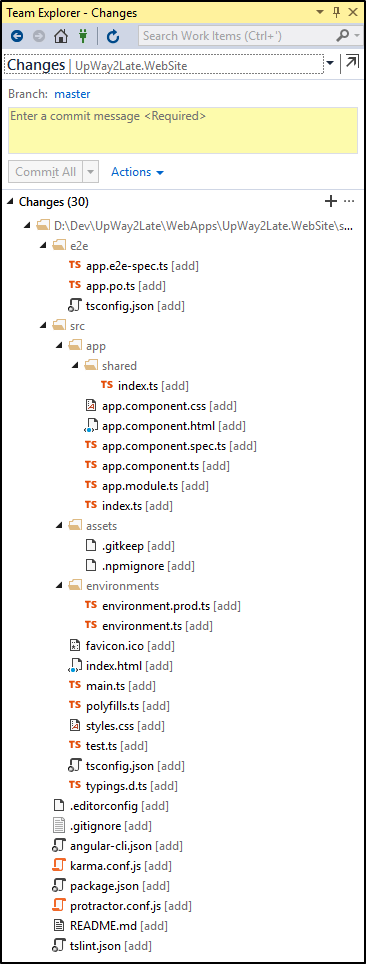 Team Explorer - Changes
Search Work Items (Ctrl+')
Changes | UpWay2Late.WebSite
Branch: master
Enter a commit message <Required>
Commit All Actions
Changes (30)
D:\Dev\UpWay2Late\WebApps\UpWay2Late.WebSite\s...
e2e
TS app.e2e-spec.ts [add]
TS app.po.ts [add]
tsconfig.json [add]
src
app
shared
TS index.ts [add]
app.component.css [add]
app.component.html [add]
TS app.component.spec.ts [add]
TS app.component.ts [add]
TS app.module.ts [add]
TS index.ts [add]
assets
.gitkeep [add]
.npmignore [add]
environments
TS environment.prod.ts [add]
TS environment.ts [add]
favicon.ico [add]
index.html [add]
TS main.ts [add]
TS polyfills.ts [add]
styles.css [add]
TS test.ts [add]
tsconfig.json [add]
TS typings.d.ts [add]
.editorconfig [add]
.gitignore [add]
angular-cli.json [add]
karma.conf.js [add]
package.json [add]
protractor.conf.js [add]
README.md [add]
tslint.json [add]